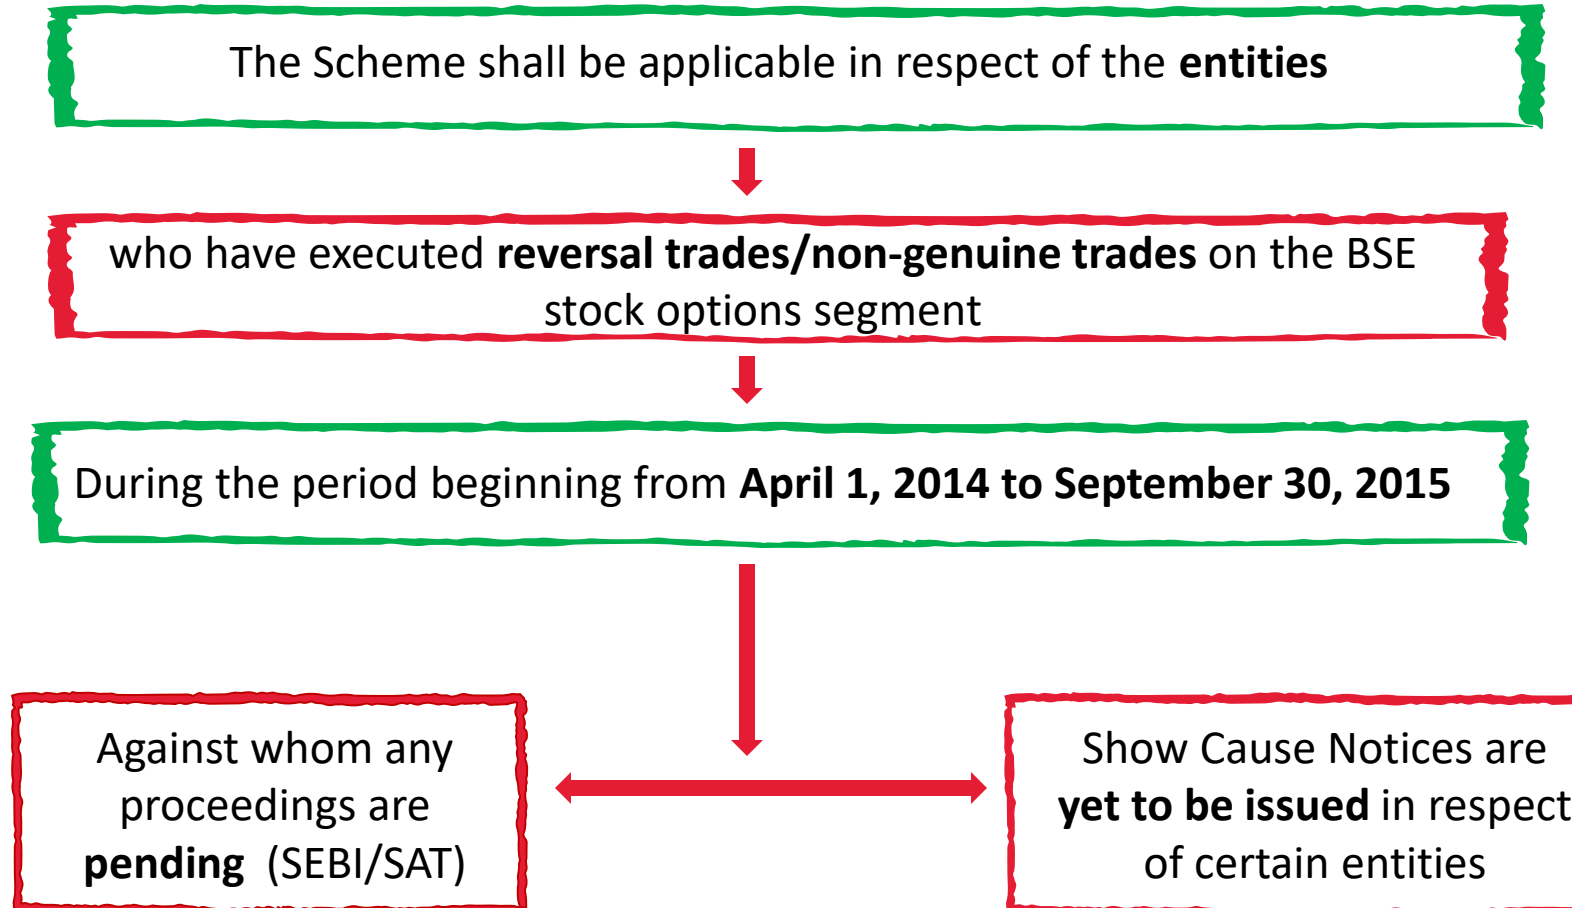 The Scheme shall be applicable in respect of the entities
who have executed reversal trades/non-genuine trades on the BSE
stock options segment
During the period beginning from April 1, 2014 to September 30, 2015
Against whom any
proceedings are
pending (SEBI/SAT)
Show Cause Notices are
yet to be issued in respect
of certain entities